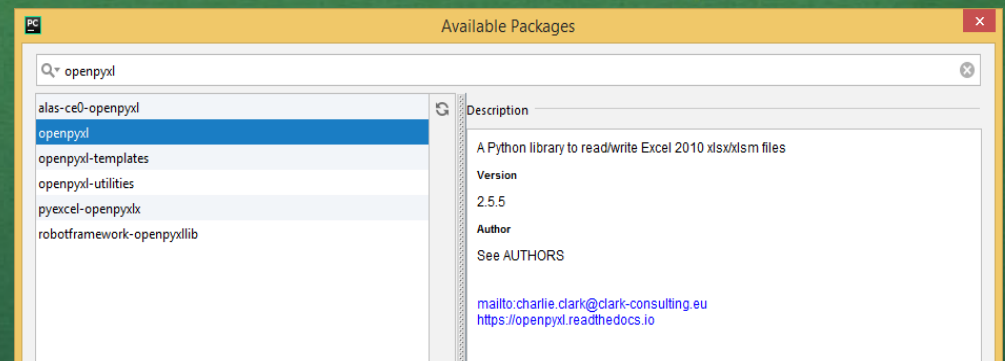 PC
Available Packages
openpyxl
alas-ce0-openpyxl
openpyxl
openpyxl-templates
openpyxl-utilities
pyexcel-openpyxlx
robotframework-openpyxllib
Description
A Python library to read/write Excel 2010 xlsx/xlsm files
Version
2.5.5
Author
See AUTHORS
mailto:charlie.clark@clark-consulting.eu
https://openpyxl.readthedocs.io